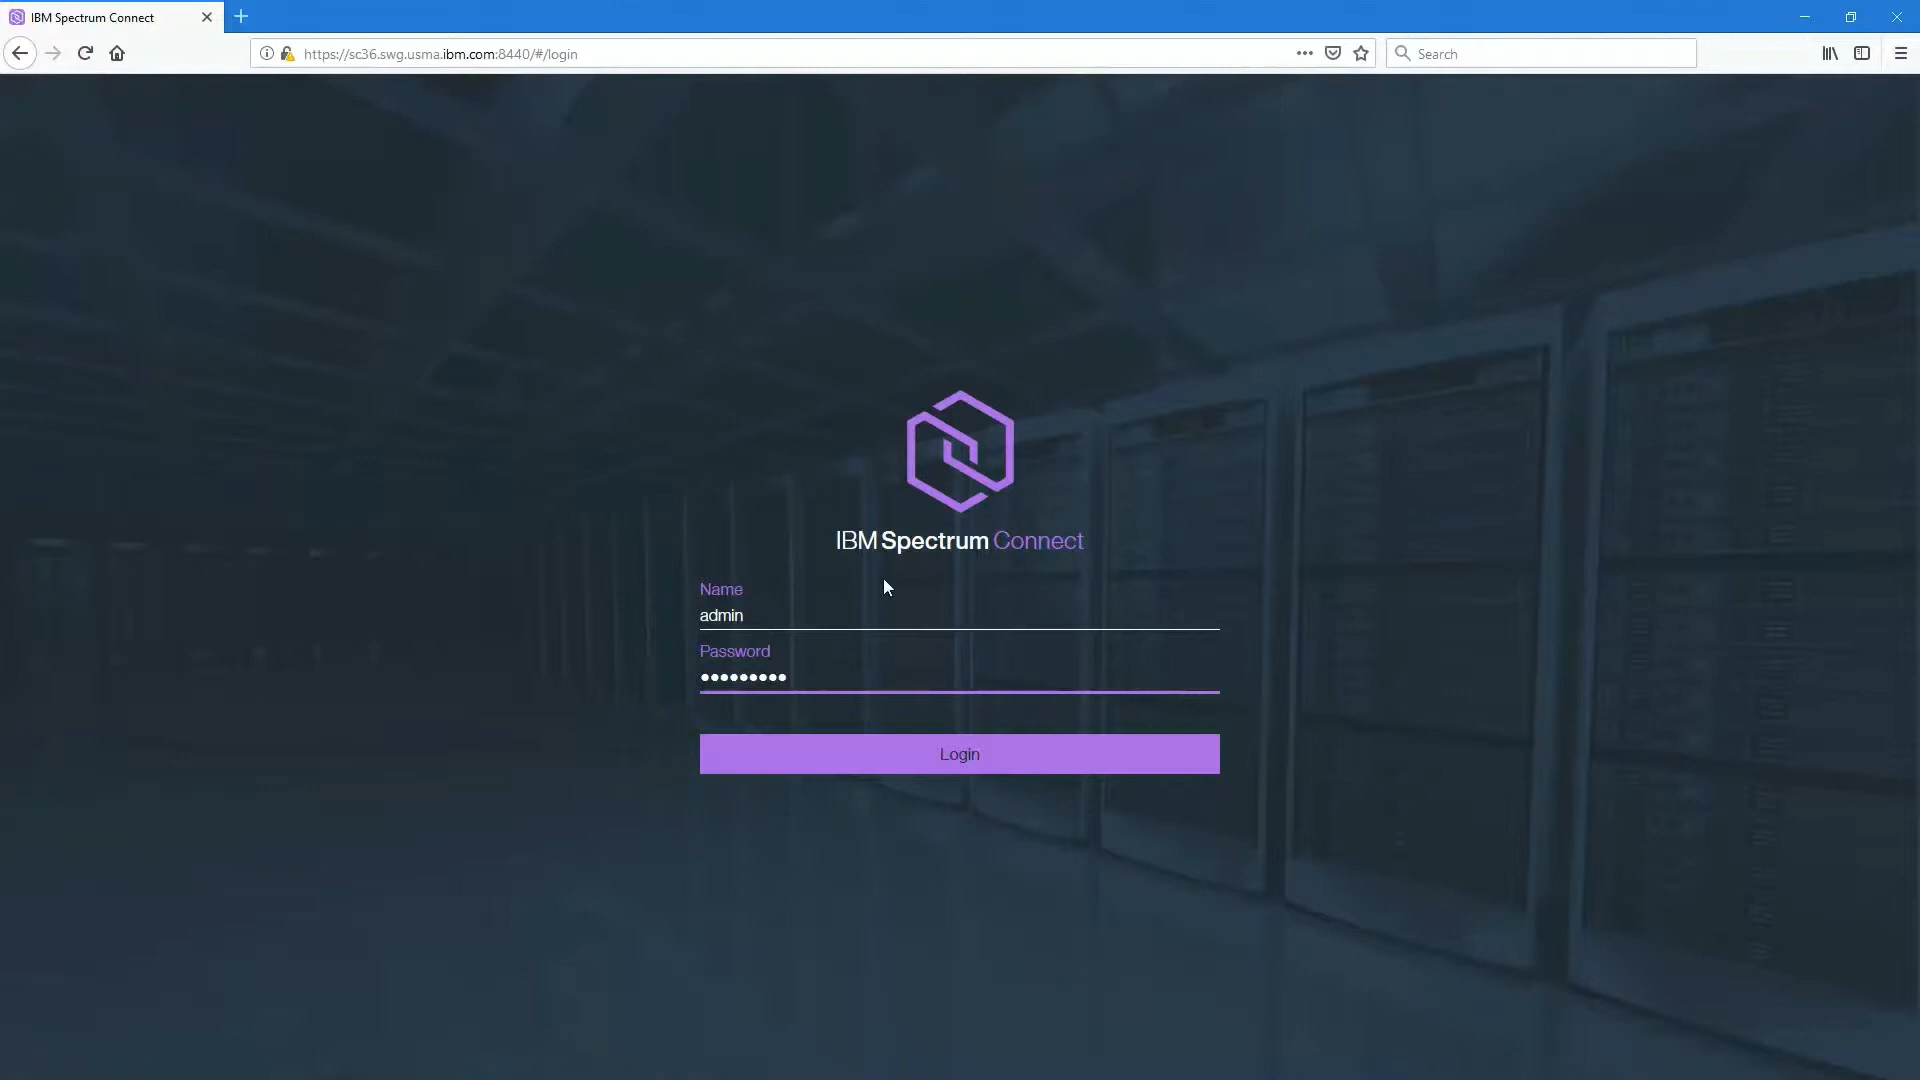 IBM Spectrum Connect
https://sc36.swg.usma.ibm.com:8440/#/login
Search
IBM Spectrum Connect
Name
admin
Password
Login